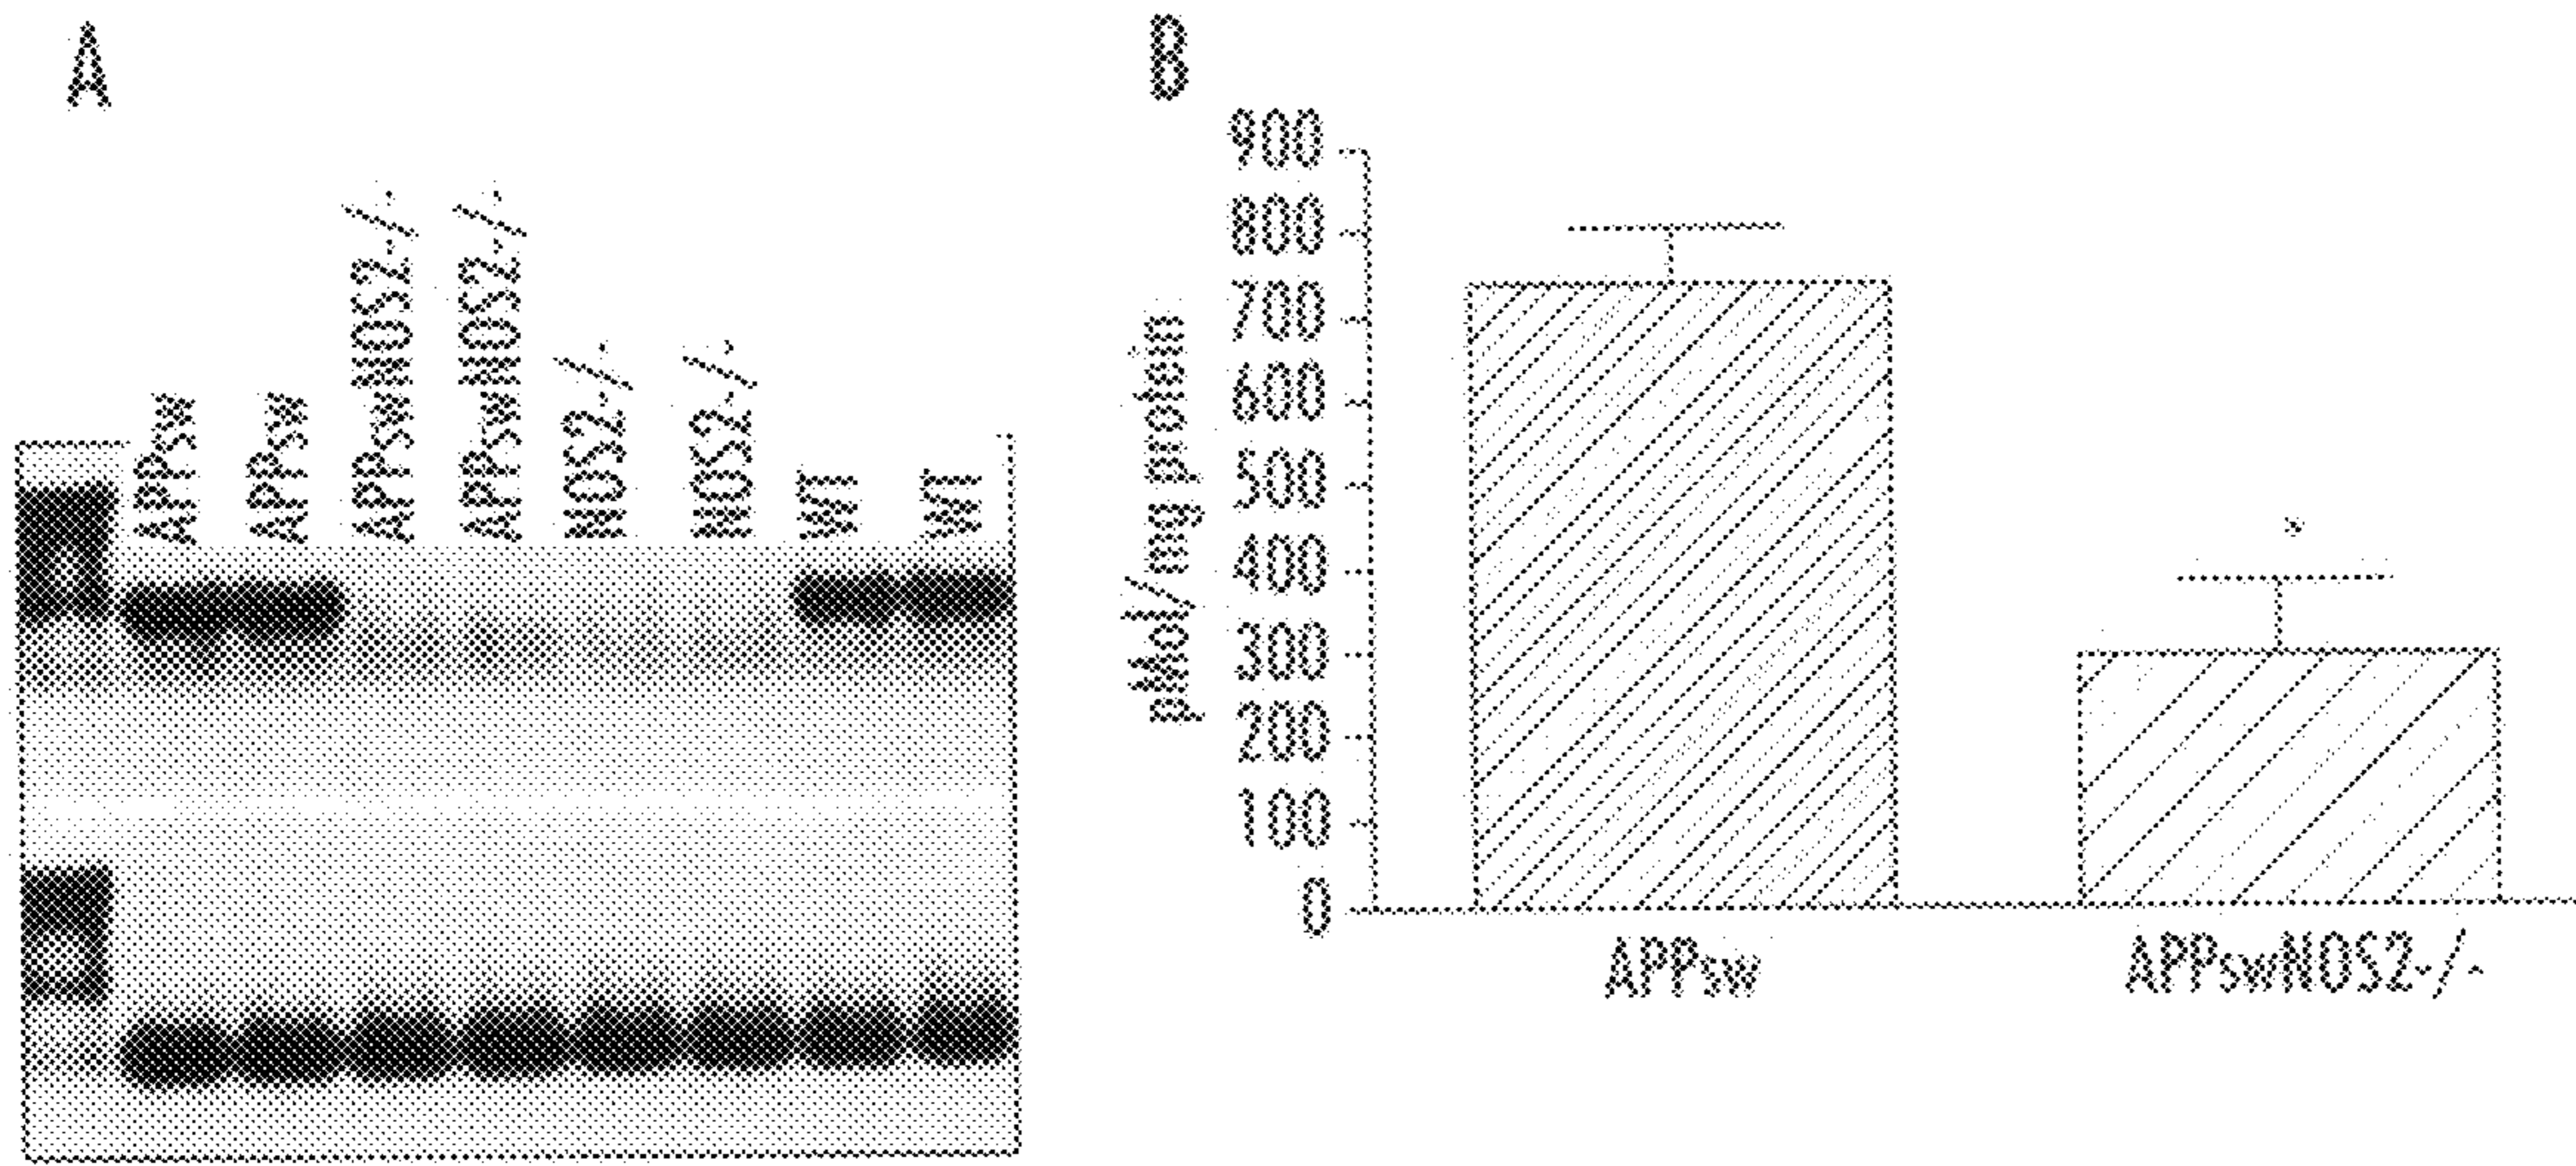 A
APPsw
APPsw
APPswNOS2-/-
APPswNOS2-/-
NOS2-/-
NOS2-/-
WT
WT
B
pMol/mg protein
900
800
700
600
500
400
300
200
100
0
*
APPsw
APPswNOS2-/-